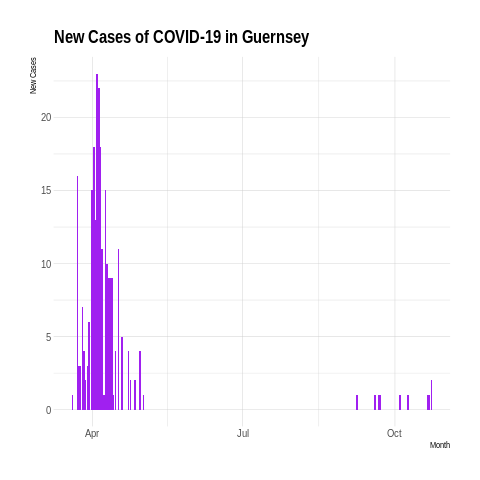 New Cases of COVID-19 in Guernsey
New Cases
20
15
10
5
0
Apr
Jul
Oct
Month